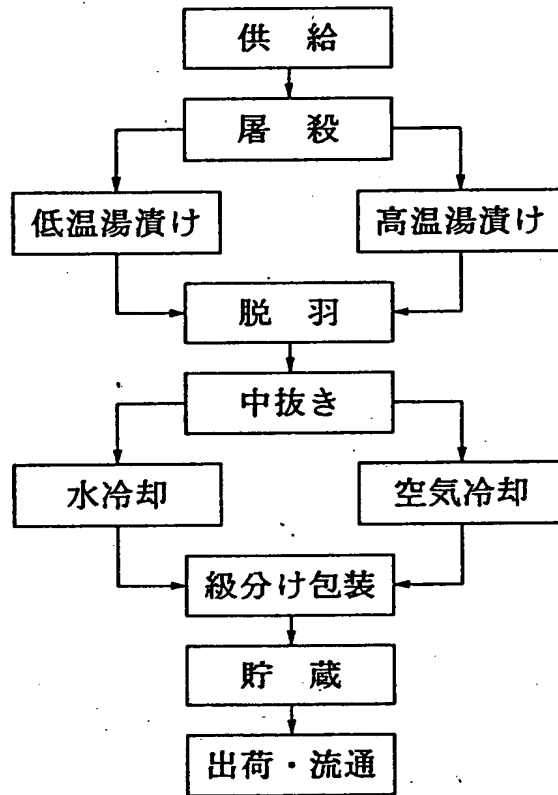 供給
屠殺
低温湯漬け
高温湯漬け
脱羽
中抜き
水冷却
空気冷却
級分け包装
貯蔵
出荷・流通